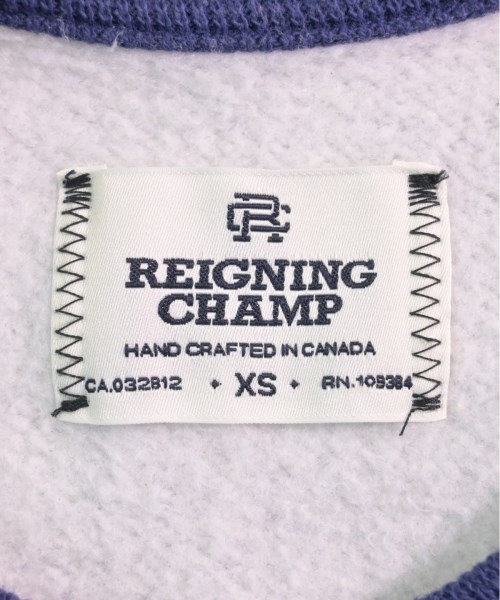 RC
REIGNING
CHAMP
HAND CRAFTED IN CANADA
CA.032812 • XS • RN.109384